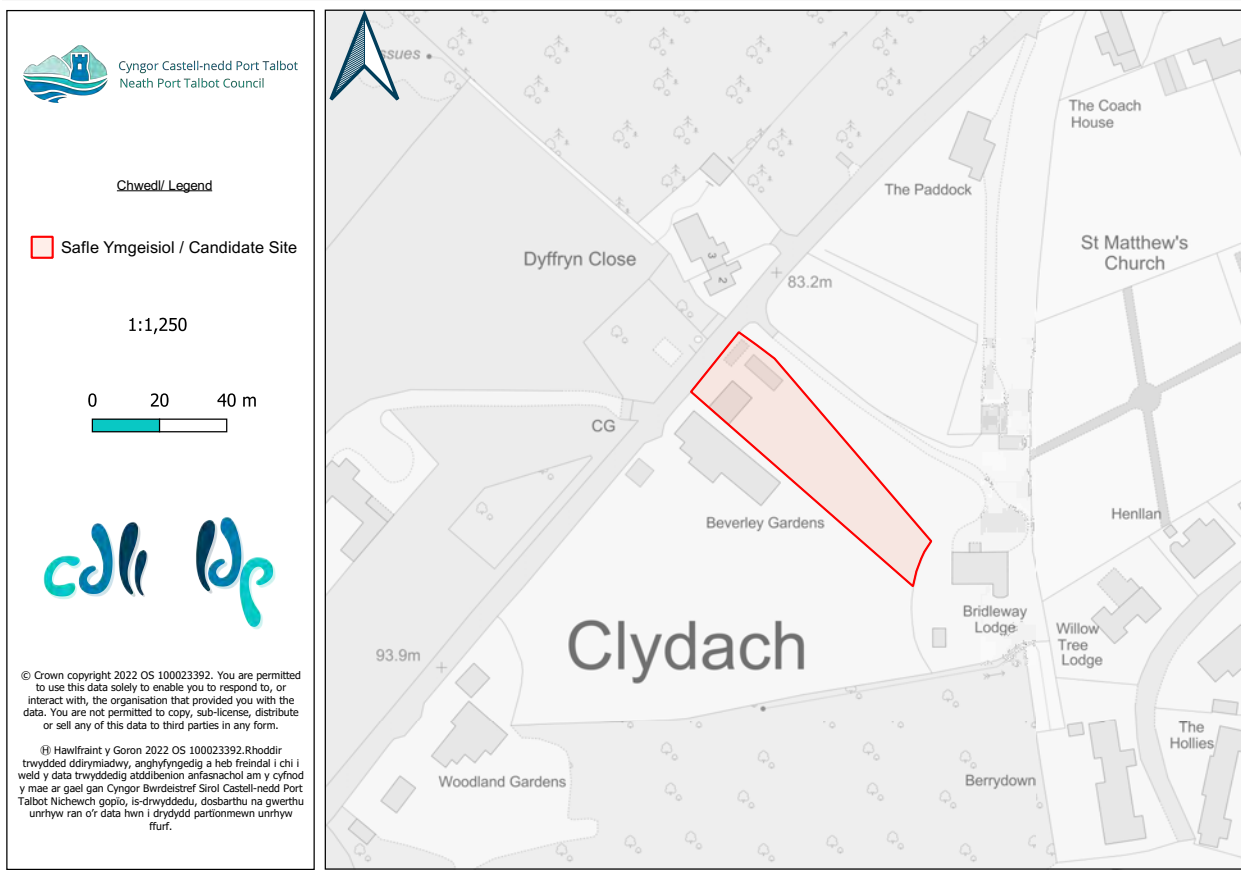 Cyngor Castell-nedd Port Talbot
Neath Port Talbot Council
Chwedl/ Legend
Safle Ymgeisiol / Candidate Site
1:1,250
0 20 40 m
cdll ldp
© Crown copyright 2022 OS 100023392. You are permitted
to use this data solely to enable you to respond to, or
interact with, the organisation that provided you with the
data. You are not permitted to copy, sub-license, distribute
or sell any of this data to third parties in any form.
Ⓗ Hawlfraint y Goron 2022 OS 100023392.Rhoddir
trwydded ddirymiadwy, anghyfyngedig a heb freindal i chi i
weld y data trwyddedig atddibenion anfasnachol am y cyfnod
y mae ar gael gan Cyngor Bwrdeistref Sirol Castell-nedd Port
Talbot Nichewch gopïo, is-drwyddedu, dosbarthu na gwerthu
unrhyw ran o'r data hwn i drydydd partïonmewn unrhyw
ffurf.
ssues
The Coach
House
The Paddock
St Matthew's
Church
Dyffryn Close
3
2
83.2m
CG
Beverley Gardens
Henllan
Clydach
Bridleway
Lodge
Willow
Tree
Lodge
93.9m
The
Hollies
Woodland Gardens
Berrydown